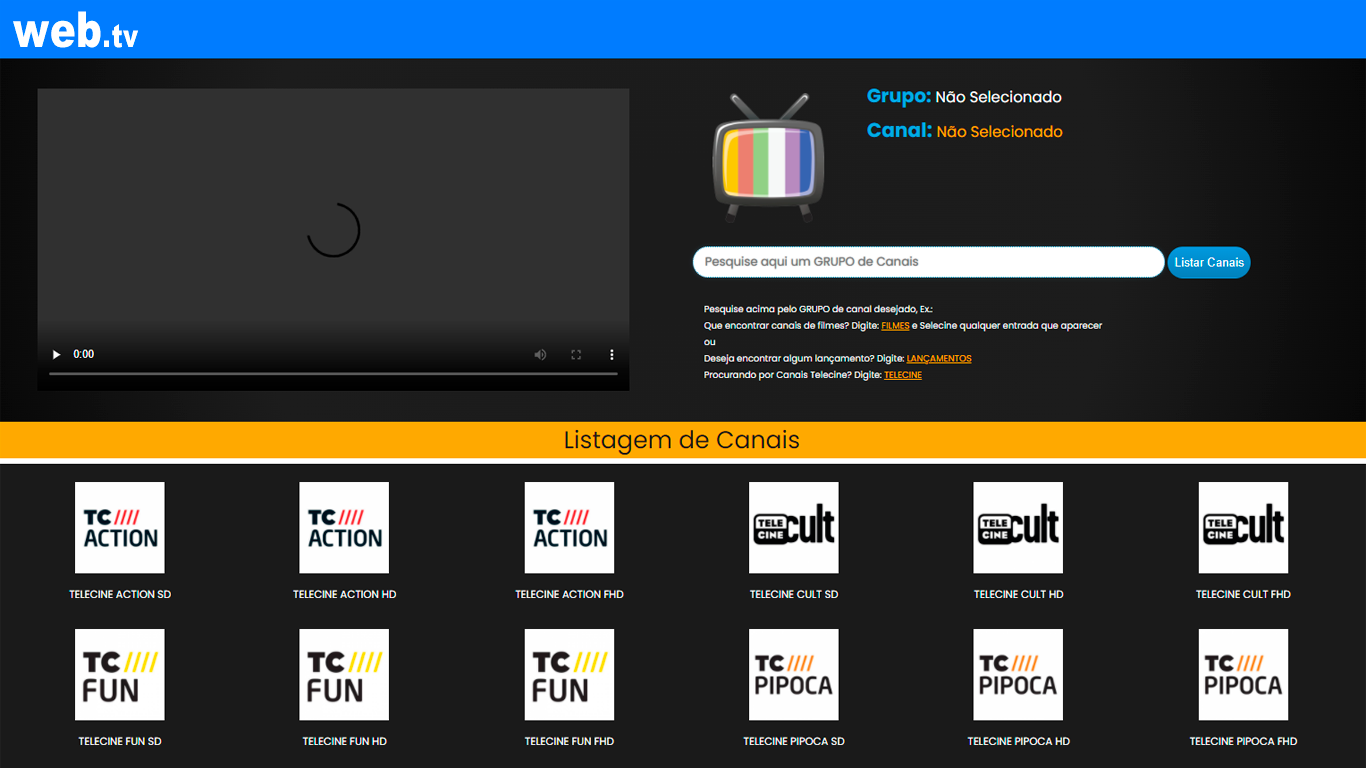 web.tv
Grupo: Não Selecionado
Canal: Não Selecionado
Pesquise aqui um GRUPO de Canais
Listar Canais
Pesquise acima pelo GRUPO de canal desejado, Ex.:
Que encontrar canais de filmes? Digite: FILMES e Selecine qualquer entrada que aparecer
ou
Deseja encontrar algum lançamento? Digite: LANÇAMENTOS
Procurando por Canais Telecine? Digite: TELECINE
0:00
Listagem de Canais
TC //// ACTION
TC //// ACTION
TC //// ACTION
TELE CINE cult
TELE CINE cult
TELE CINE cult
TELECINE ACTION SD
TELECINE ACTION HD
TELECINE ACTION FHD
TELECINE CULT SD
TELECINE CULT HD
TELECINE CULT FHD
TC //// FUN
TC //// FUN
TC //// FUN
TC //// PIPOCA
TC //// PIPOCA
TC //// PIPOCA
TELECINE FUN SD
TELECINE FUN HD
TELECINE FUN FHD
TELECINE PIPOCA SD
TELECINE PIPOCA HD
TELECINE PIPOCA FHD